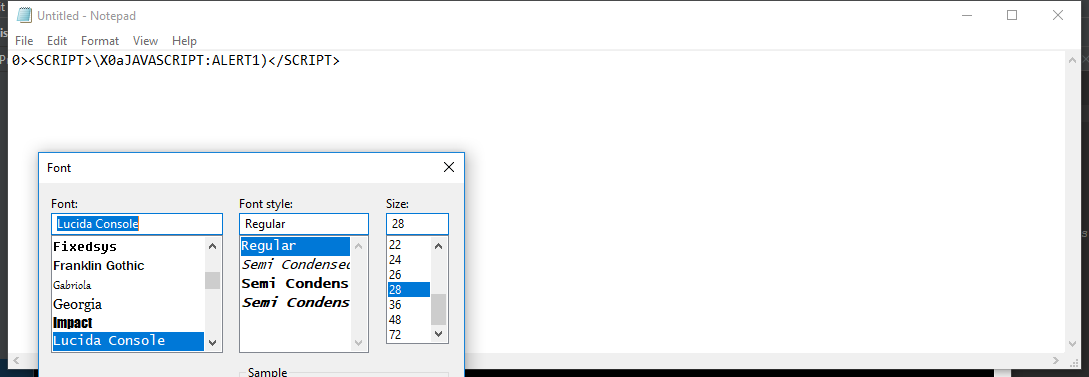 Untitled - Notepad
File Edit Format View Help
0><SCRIPT>\X0aJAVASCRIPT:ALERT1)</SCRIPT>
Font
Font: Font style: Size:
Lucida Console Regular 28
Fixedsys
Franklin Gothic
Gabriola
Georgia
Impact
Lucida Console
Regular
Semi Condensed
Semi Condens
Semi Condens
22
24
26
28
36
48
72
Sample